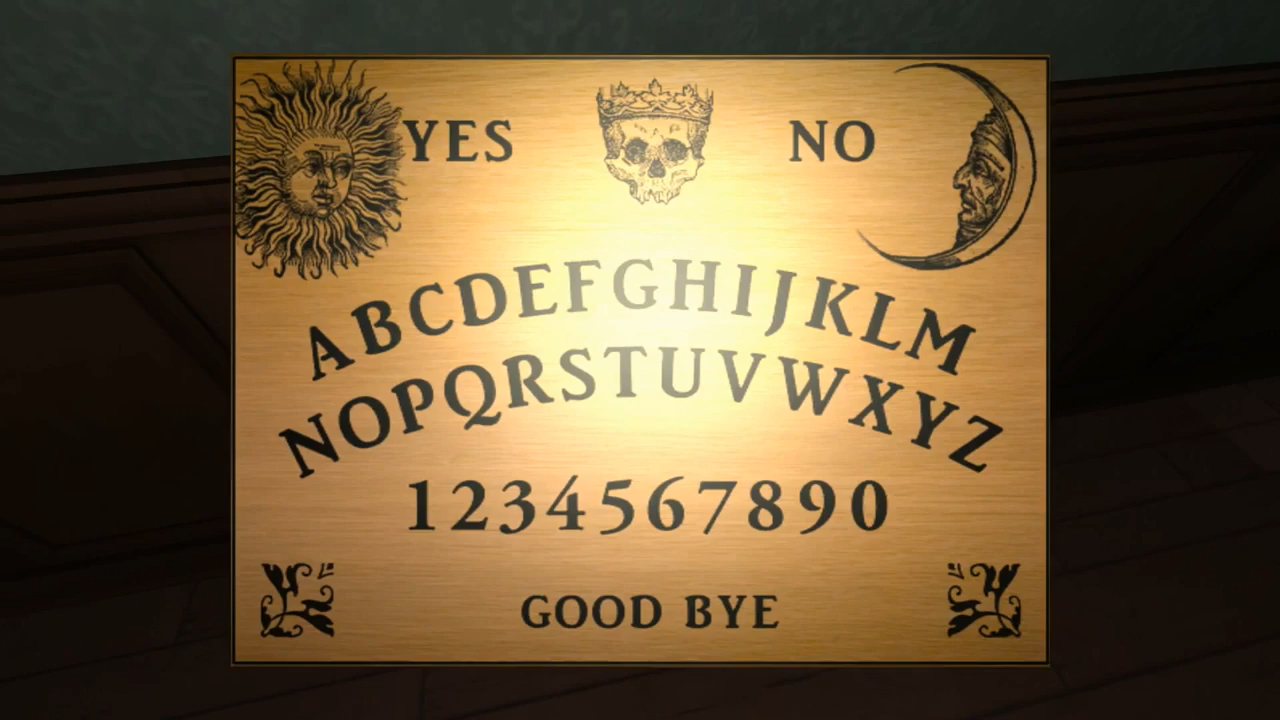 YES NO
ABCDEFGHIJKLM
NOPQRSTUVWXYZ
1234567890
GOOD BYE